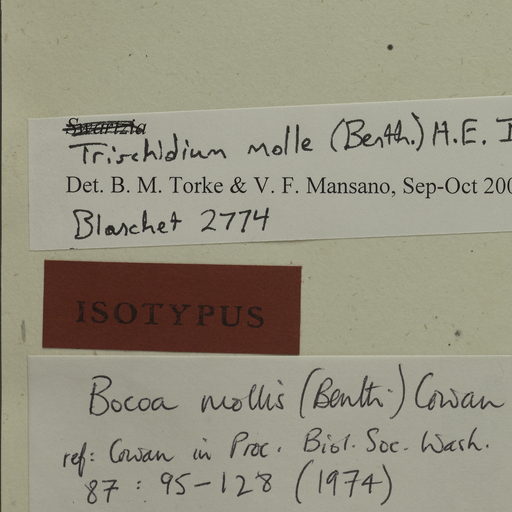 Swartzia
Trischidium molle (Benth.) H.E. I
Det. B. M. Torke & V. F. Mansano, Sep-Oct 200
Blanchet 2774
ISOTYPUS
Bocoa mollis (Benth.) Cowan
ref: Cowan in Proc. Biol. Soc. Wash.
87 : 95-128 (1974)